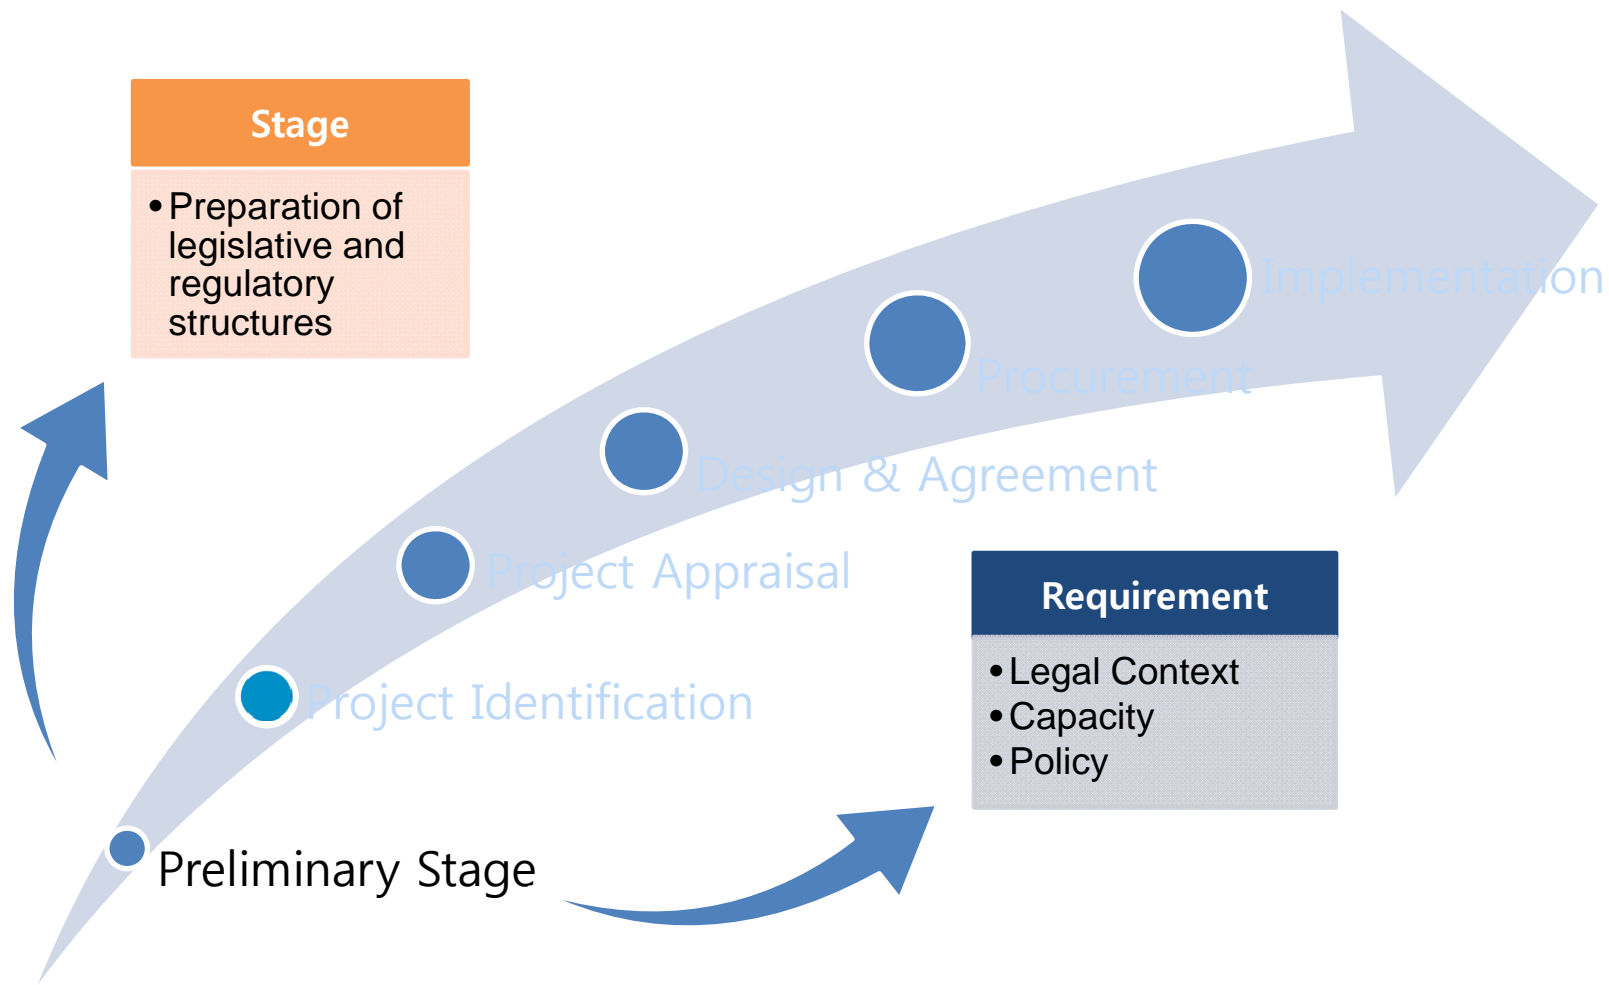 Stage
• Preparation of
legislative and
regulatory
structures
Implementation
Procurement
Design & Agreement
Project Appraisal
Project Identification
Preliminary Stage
Requirement
• Legal Context
• Capacity
• Policy